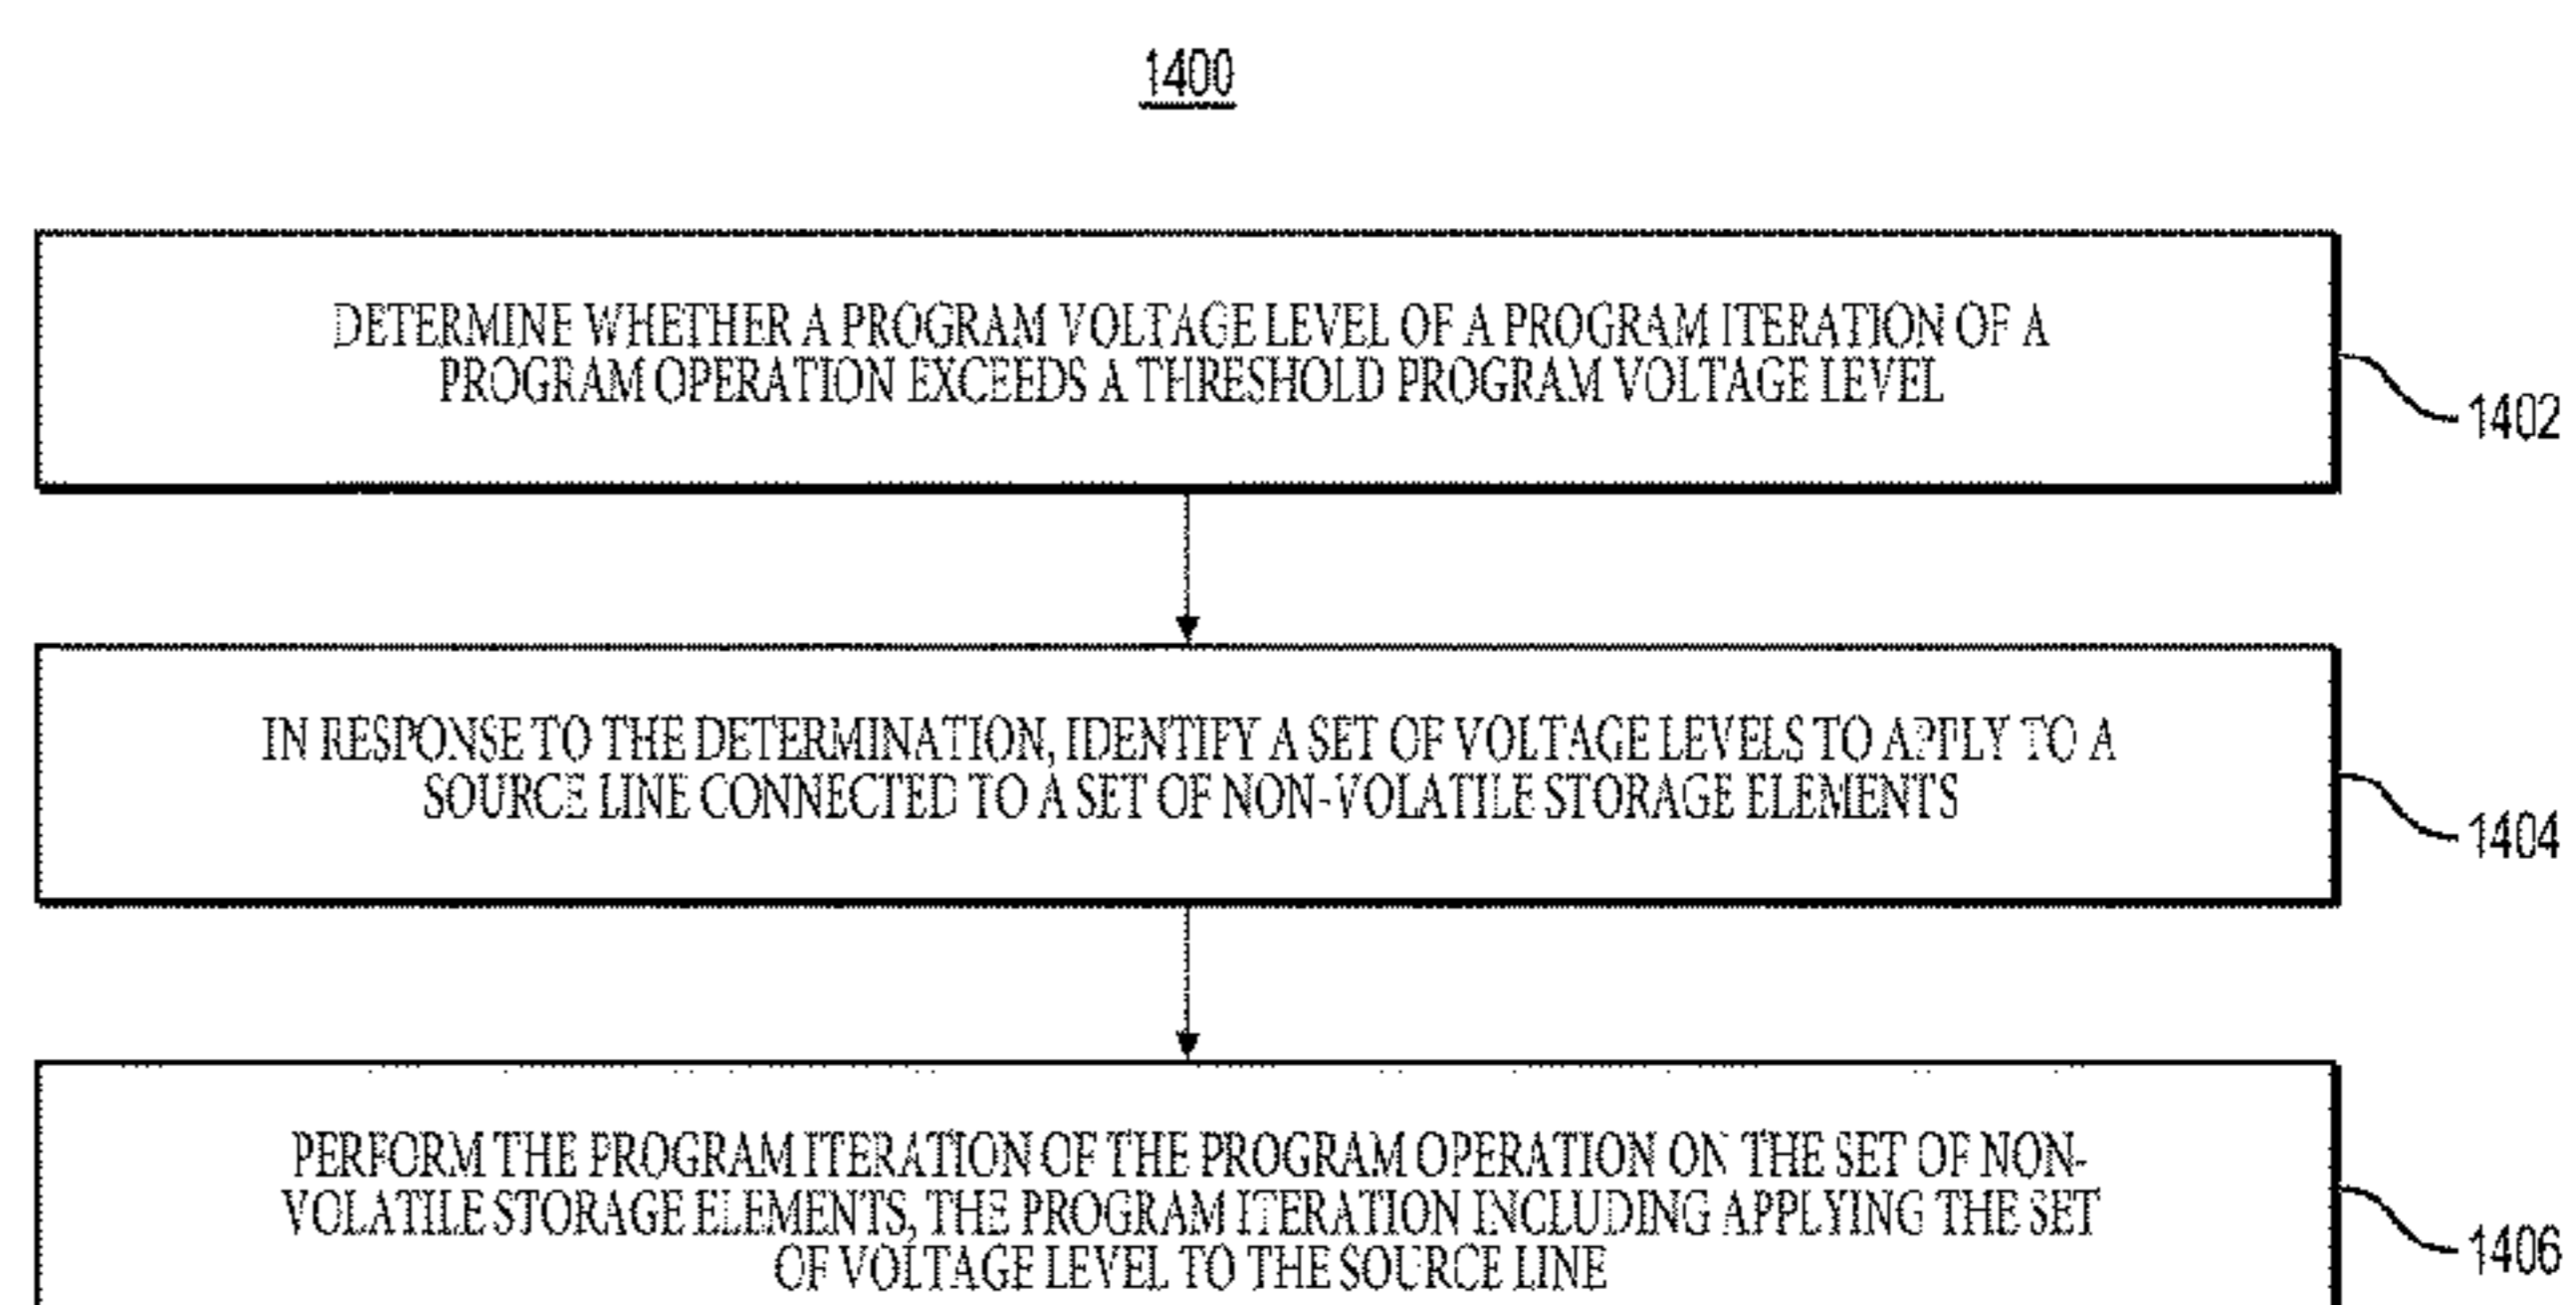 1400
DETERMINE WHETHER A PROGRAM VOLTAGE LEVEL OF A PROGRAM ITERATION OF A
PROGRAM OPERATION EXCEEDS A THRESHOLD PROGRAM VOLTAGE LEVEL
1402
IN RESPONSE TO THE DETERMINATION, IDENTIFY A SET OF VOLTAGE LEVELS TO APPLY TO A
SOURCE LINE CONNECTED TO A SET OF NON-VOLATILE STORAGE ELEMENTS
1404
PERFORM THE PROGRAM ITERATION OF THE PROGRAM OPERATION ON THE SET OF NON-
VOLATILE STORAGE ELEMENTS, THE PROGRAM ITERATION INCLUDING APPLYING THE SET
OF VOLTAGE LEVEL TO THE SOURCE LINE
1406